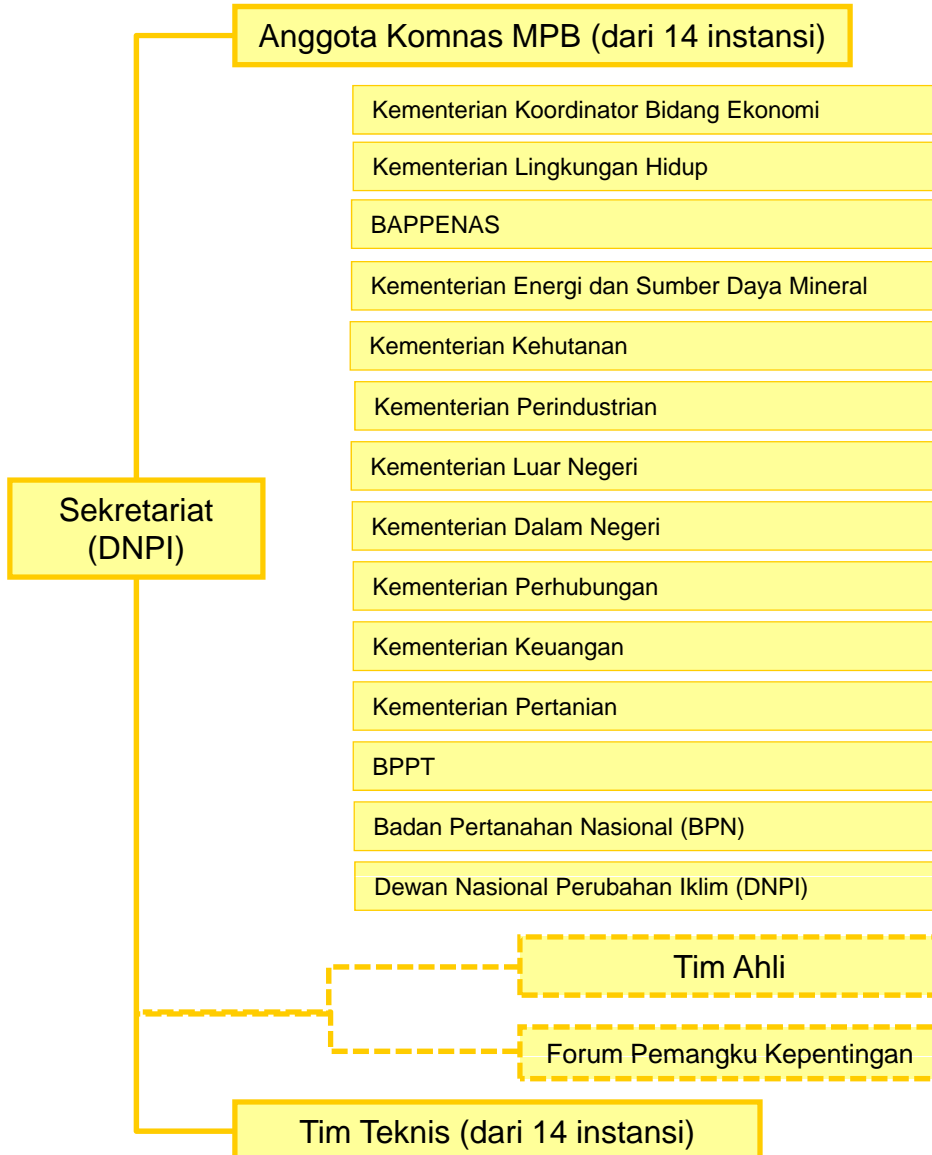 Anggota Komnas MPB (dari 14 instansi)
Kementerian Koordinator Bidang Ekonomi
Kementerian Lingkungan Hidup
BAPPENAS
Kementerian Energi dan Sumber Daya Mineral
Kementerian Kehutanan
Kementerian Perindustrian
Kementerian Luar Negeri
Sekretariat
(DNPI)
Kementerian Dalam Negeri
Kementerian Perhubungan
Kementerian Keuangan
Kementerian Pertanian
BPPT
Badan Pertanahan Nasional (BPN)
Dewan Nasional Perubahan Iklim (DNPI)
Tim Ahli
Forum Pemangku Kepentingan
Tim Teknis (dari 14 instansi)